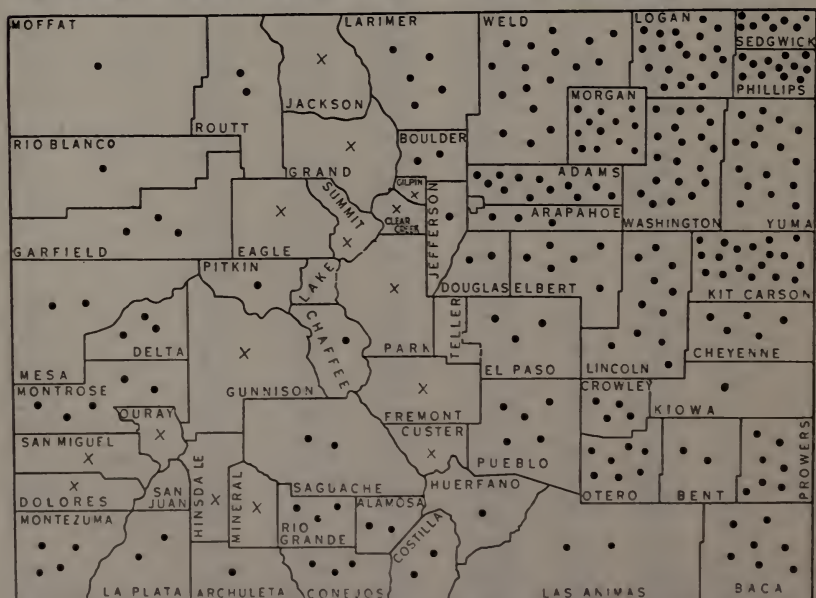 MOFFAT
LARIMER
WELD
LOGAN
SEDGWICK
PHILLIPS
JACKSON
MORGAN
ROUTT
RIO BLANCO
BOULDER
GRAND
GILPIN
ADAMS
SUMMIT
CLEAR
CREEK
JEFFERSON
ARAPAHOE
WASHINGTON
YUMA
GARFIELD
EAGLE
PITKIN
LAKE
DOUGLAS
ELBERT
KIT CARSON
CHAFFEE
TELLER
DELTA
PARK
LINCOLN
CHEYENNE
MESA
EL PASO
MONTROSE
GUNNISON
CROWLEY
OURAY
FREMONT
KIOWA
SAN MIGUEL
CUSTER
PUEBLO
PROWERS
HINSDALE
MINERAL
SAGUACHE
HUERFANO
DOLORES
SAN
JUAN
ALAMOSA
OTERO
BENT
MONTEZUMA
RIO
GRANDE
COSTILLA
LA PLATA
ARCHULETA
CONEJOS
LAS ANIMAS
BACA